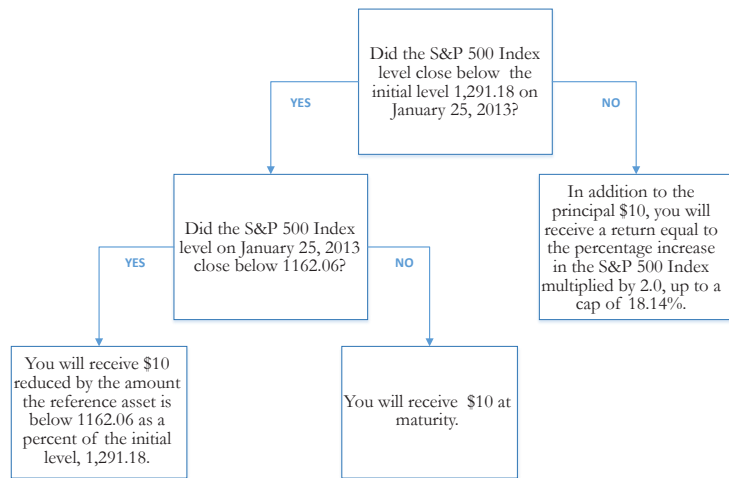 Did the S&P 500 Index
level close below the
initial level 1,291.18 on
January 25, 2013?
YES
NO
Did the S&P 500 Index
level on January 25, 2013
close below 1162.06?
In addition to the
principal $10, you will
receive a return equal to
the percentage increase
in the S&P 500 Index
multiplied by 2.0, up to a
cap of 18.14%.
YES
NO
You will receive $10
reduced by the amount
the reference asset is
below 1162.06 as a
percent of the initial
level, 1,291.18.
You will receive $10 at
maturity.